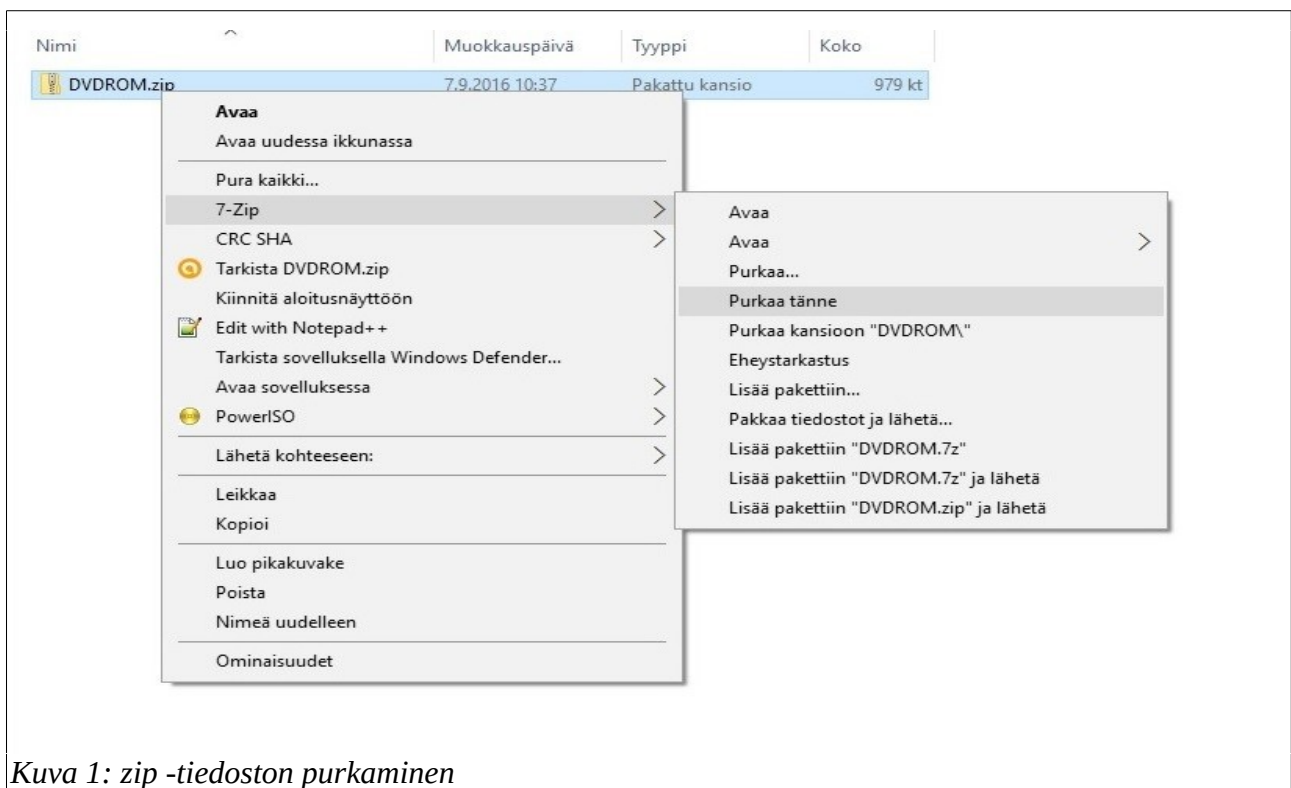 Nimi Muokkauspäivä Tyyppi Koko
DVDROM.zip 7.9.2016 10:37 Pakattu kansio 979 kt
Avaa
Avaa uudessa ikkunassa
Pura kaikki...
7-Zip
CRC SHA
Tarkista DVDROM.zip
Kiinnitä aloitusnäyttöön
Edit with Notepad++
Tarkista sovelluksella Windows Defender...
Avaa sovelluksessa
PowerISO
Lähetä kohteeseen:
Leikkaa
Kopioi
Luo pikakuvake
Poista
Nimeä uudelleen
Ominaisuudet
Avaa
Avaa
Purkaa...
Purkaa tänne
Purkaa kansioon "DVDROM\"
Eheystarkastus
Lisää pakettiin...
Pakkaa tiedostot ja lähetä...
Lisää pakettiin "DVDROM.7z"
Lisää pakettiin "DVDROM.7z" ja lähetä
Lisää pakettiin "DVDROM.zip" ja lähetä
Kuva 1: zip -tiedoston purkaminen